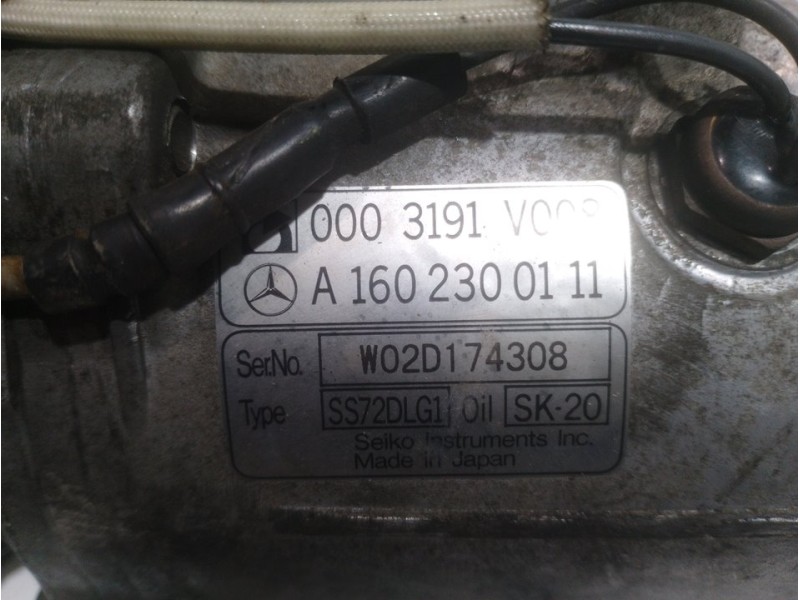 000 3191 V008
A 160 230 01 11
Ser.No. W02D174308
Type SS72DLG1 Oil SK-20
Seiko Instruments Inc.
Made in Japan